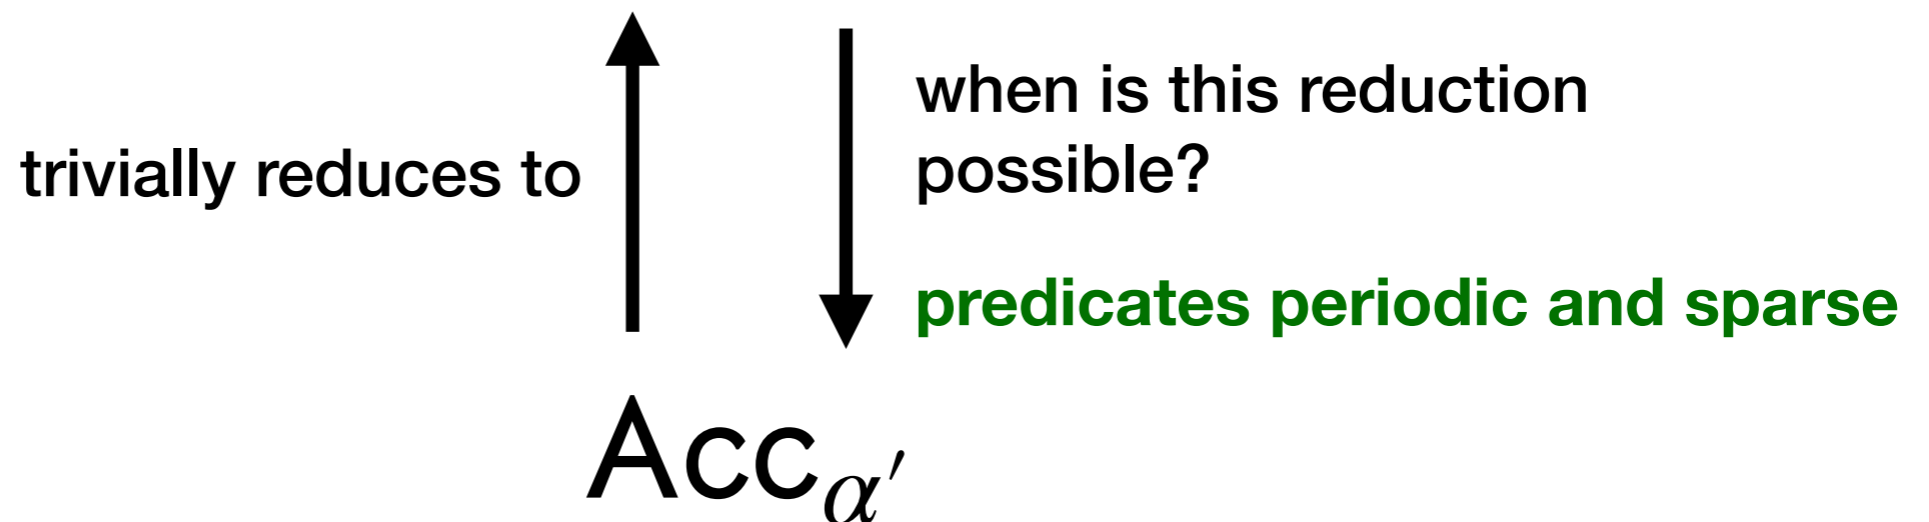 when is this reduction
trivially reduces to
possible?
predicates periodic and sparse
Acc_α′